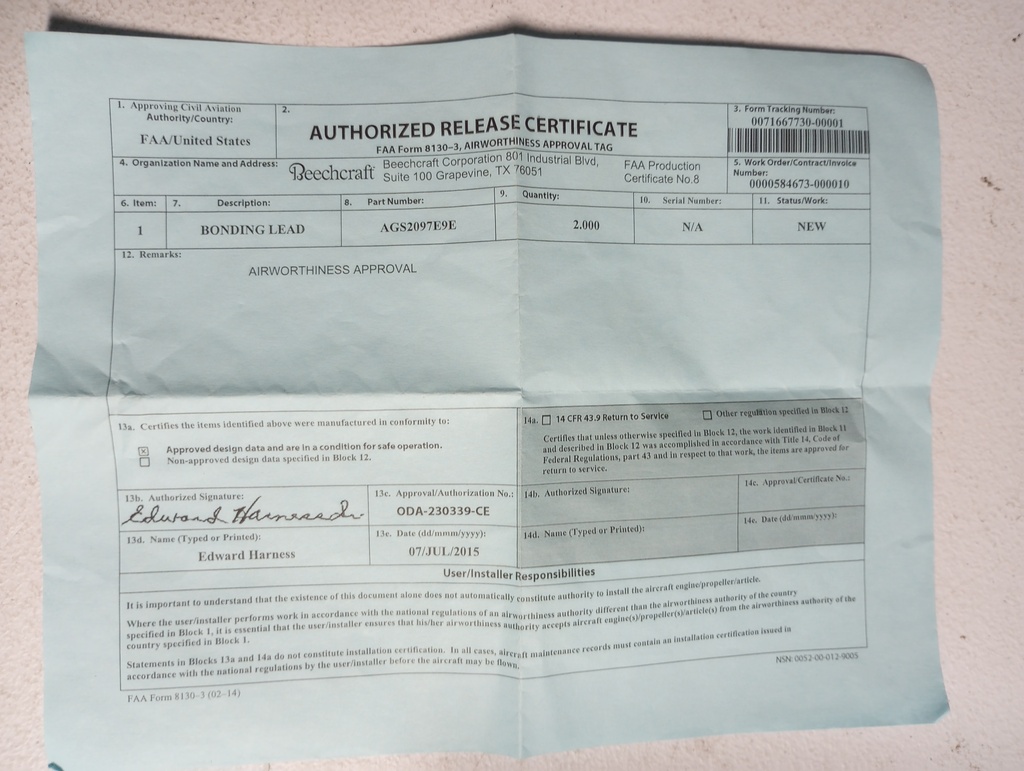 1. Approving Civil Aviation Authority/Country:
FAA/United States
2.
AUTHORIZED RELEASE CERTIFICATE
FAA Form 8130–3, AIRWORTHINESS APPROVAL TAG
3. Form Tracking Number:
0071667730-00001
4. Organization Name and Address:
Beechcraft
Beechcraft Corporation 801 Industrial Blvd,
Suite 100 Grapevine, TX 76051
FAA Production
Certificate No.8
5. Work Order/Contract/Invoice
Number:
0000584673-000010
6. Item: 7. Description: 8. Part Number: 9. Quantity: 10. Serial Number: 11. Status/Work:
1 BONDING LEAD AGS2097E9E 2.000 N/A NEW
12. Remarks:
AIRWORTHINESS APPROVAL
13a. Certifies the items identified above were manufactured in conformity to:
☒ Approved design data and are in a condition for safe operation.
☐ Non-approved design data specified in Block 12.
14a. ☐ 14 CFR 43.9 Return to Service ☐ Other regulation specified in Block 12
Certifies that unless otherwise specified in Block 12, the work identified in Block 11
and described in Block 12 was accomplished in accordance with Title 14, Code of
Federal Regulations, part 43 and in respect to that work, the items are approved for
return to service.
13b. Authorized Signature:
Edward Harness
13c. Approval/Authorization No.:
ODA-230339-CE
14b. Authorized Signature:
14c. Approval/Certificate No.:
13d. Name (Typed or Printed):
Edward Harness
13e. Date (dd/mmm/yyyy):
07/JUL/2015
14d. Name (Typed or Printed):
14e. Date (dd/mmm/yyyy):
User/Installer Responsibilities
It is important to understand that the existence of this document alone does not automatically constitute authority to install the aircraft engine/propeller/article.
Where the user/installer performs work in accordance with the national regulations of an airworthiness authority different than the airworthiness authority of the country
specified in Block 1, it is essential that the user/installer ensures that his/her airworthiness authority accepts aircraft engine(s)/propeller(s)/article(s) from the airworthiness authority of the
country specified in Block 1.
Statements in Blocks 13a and 14a do not constitute installation certification. In all cases, aircraft maintenance records must contain an installation certification issued in
accordance with the national regulations by the user/installer before the aircraft may be flown.
FAA Form 8130–3 (02–14)
NSN: 0052-00-012-9005